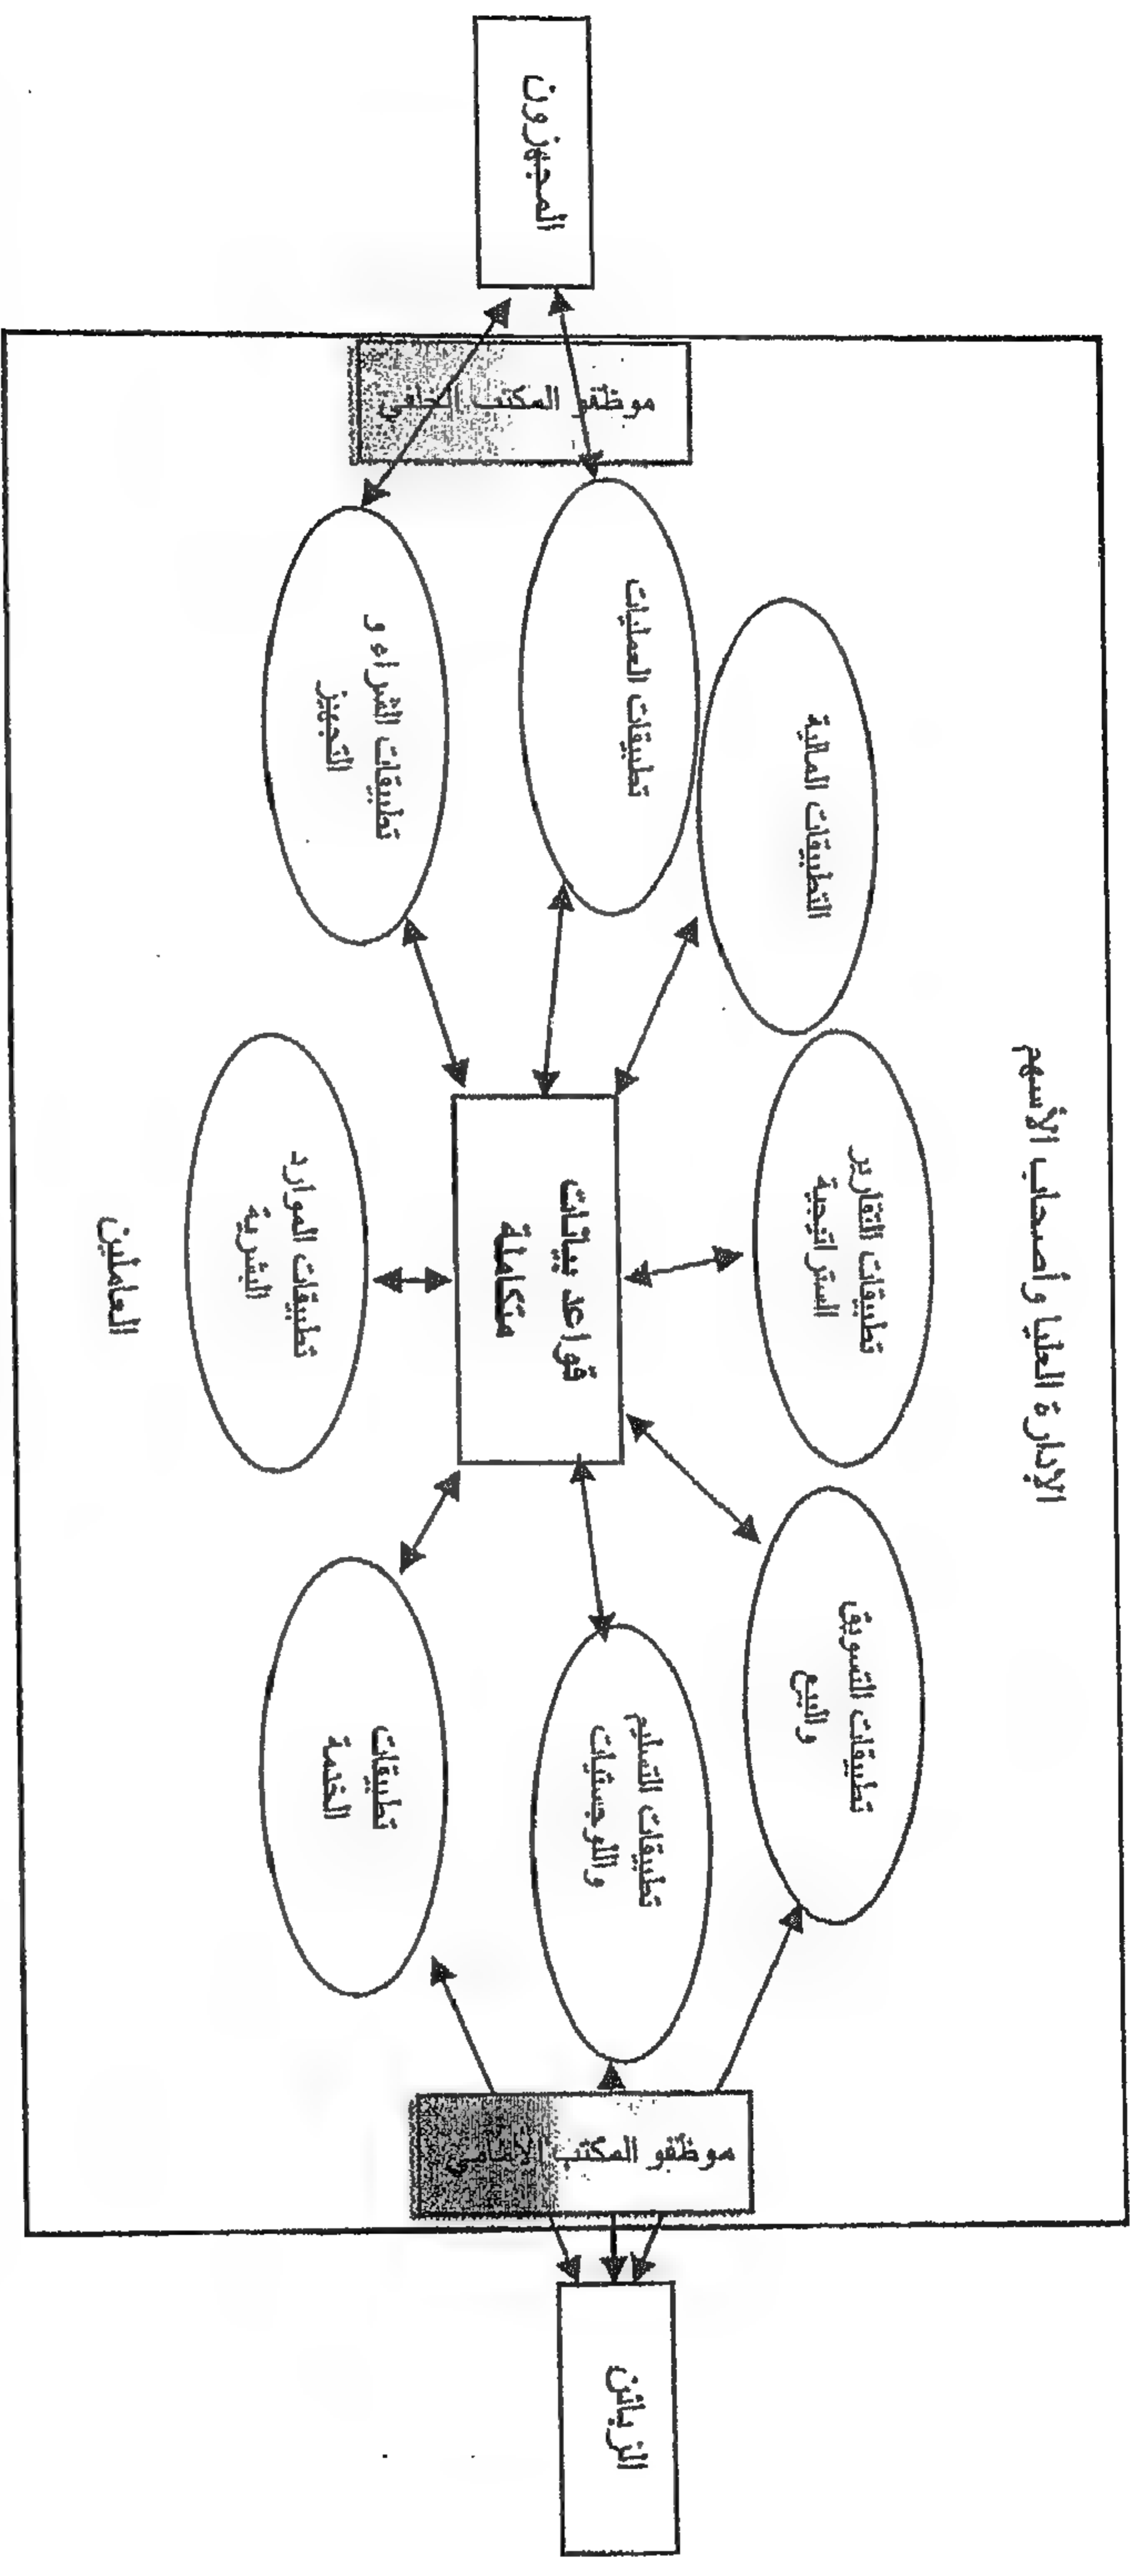 الإدارة العليا وأصحاب الأسهم
المجهزون
موظفو المكتب الخلفي
التطبيقات المالية
تطبيقات العمليات
تطبيقات الشراء و
التجهيز
تطبيقات التقارير
الستراتيجية
قواعد بيانات
متكاملة
تطبيقات الموارد
البشرية
العاملين
تطبيقات التسويق
والبيع
تطبيقات التسليم
واللوجستيات
تطبيقات
الخدمة
موظفو المكتب الأمامي
الزبائن